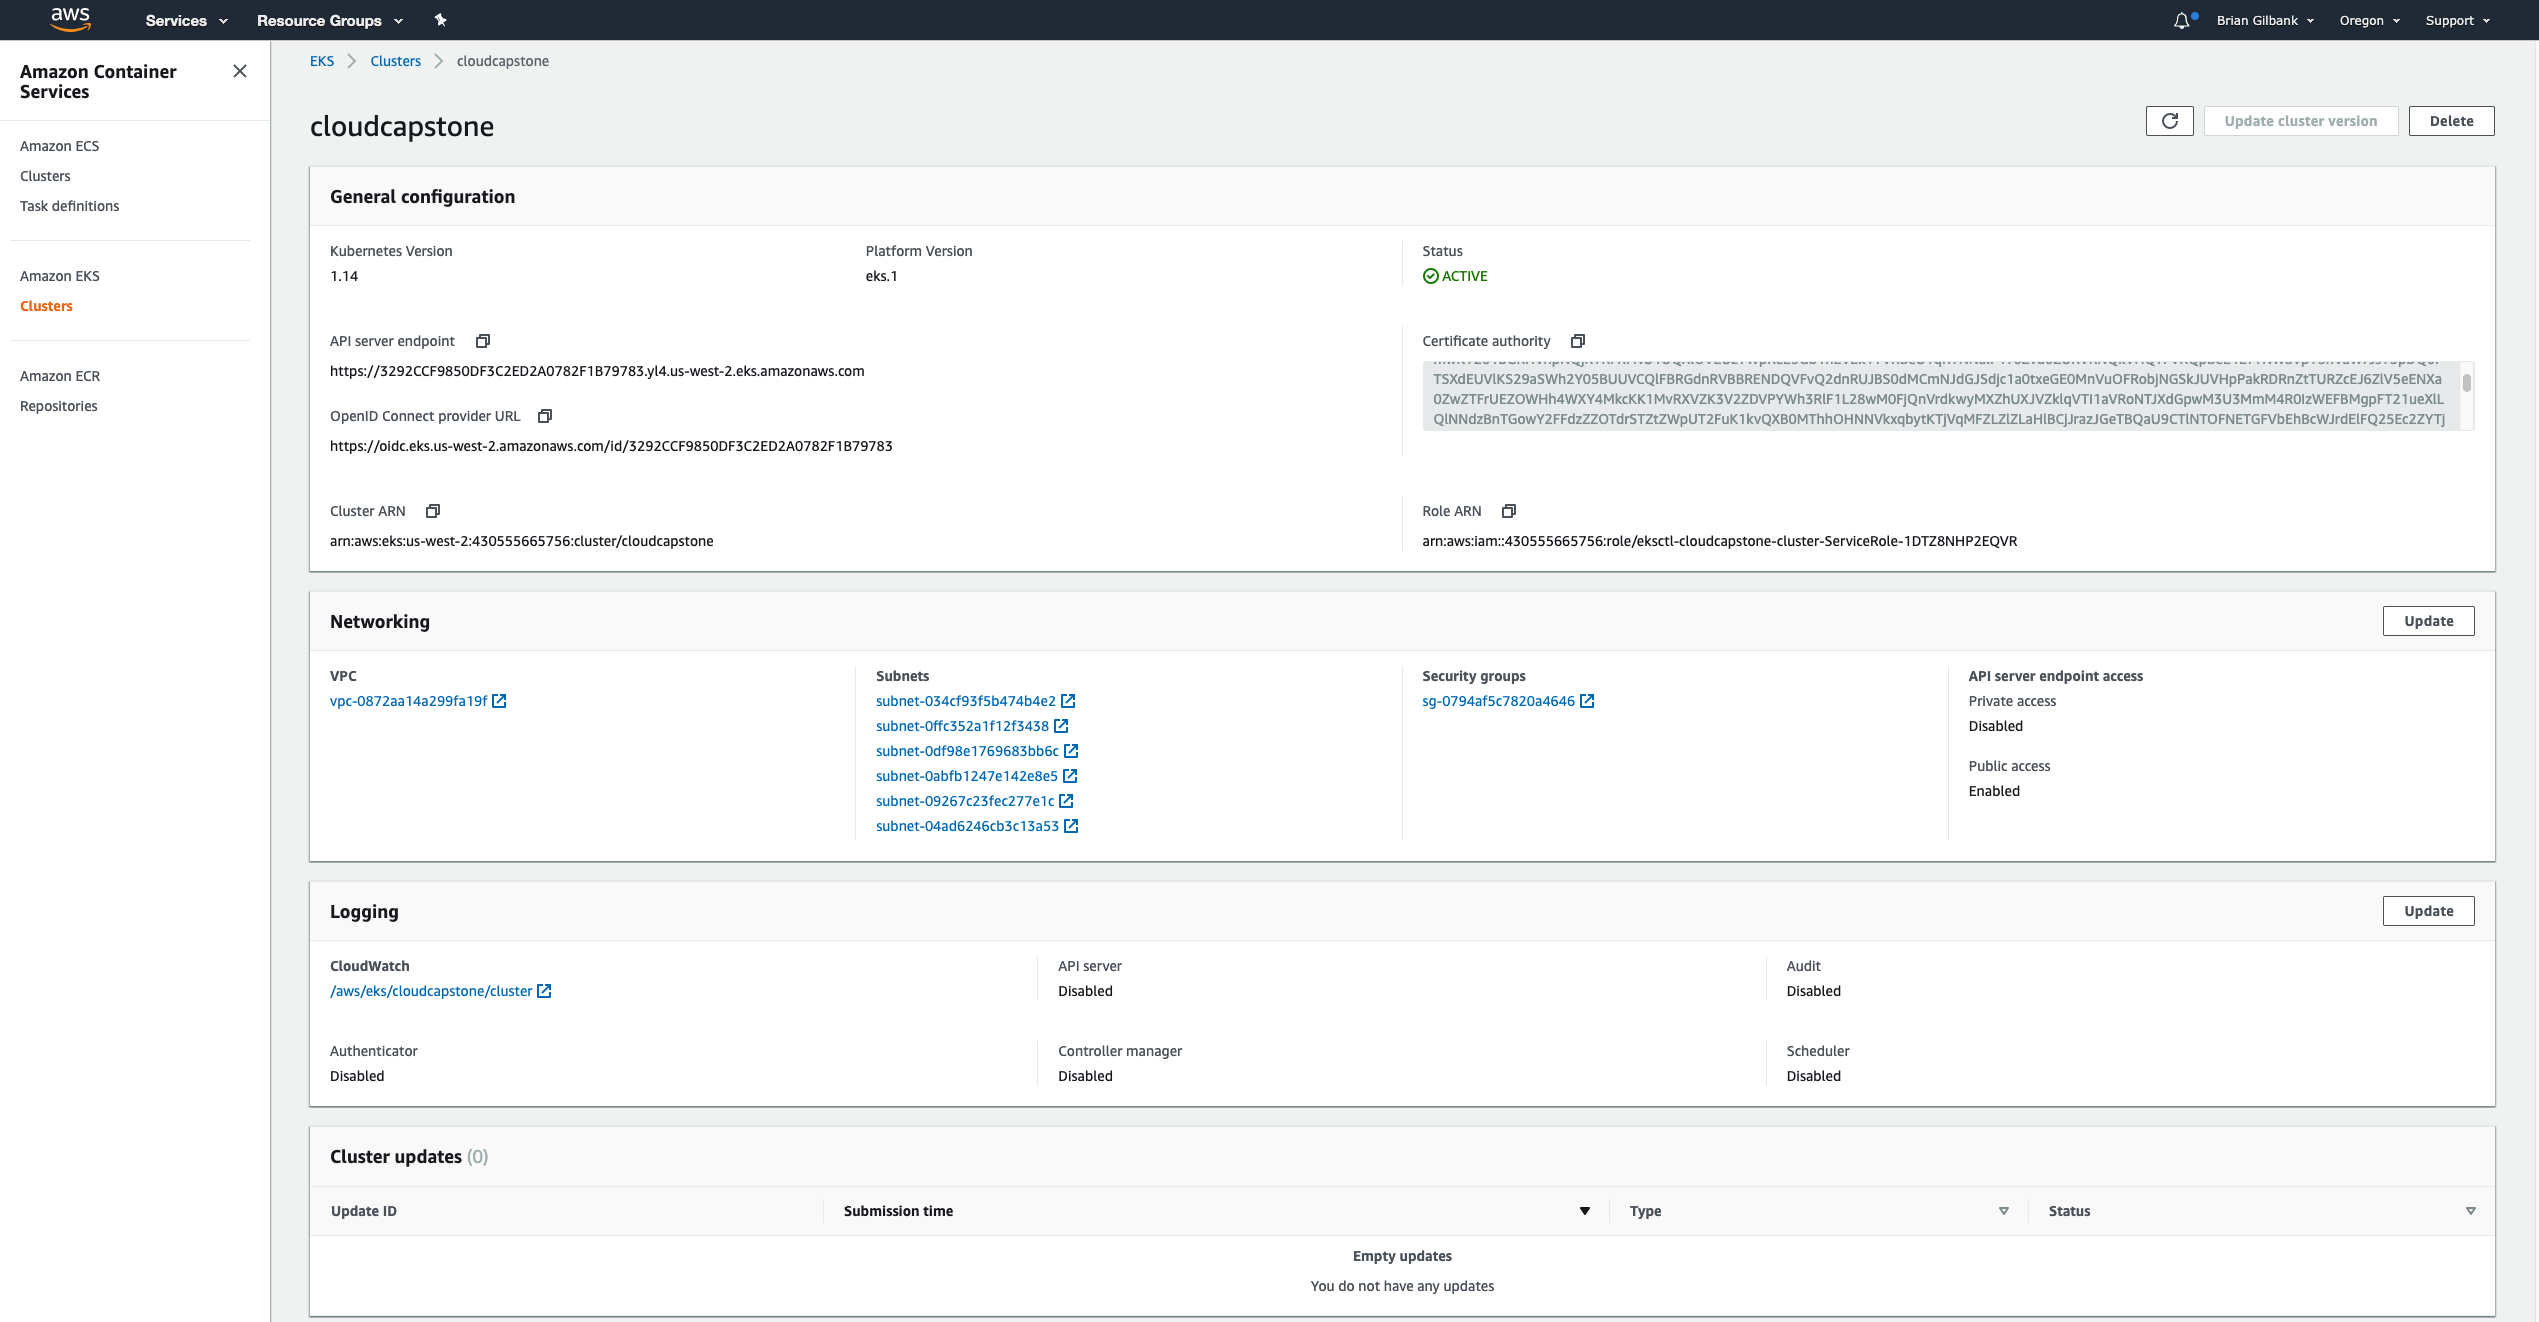 aws
Services
Resource Groups
Brian Gilbank
Oregon
Support
Amazon Container
Services
Amazon ECS
Clusters
Task definitions
Amazon EKS
Clusters
Amazon ECR
Repositories
EKS
Clusters
cloudcapstone
cloudcapstone
Update cluster version
Delete
General configuration
Kubernetes Version
1.14
Platform Version
eks.1
Status
ACTIVE
API server endpoint
https://3292CCF9850DF3C2ED2A0782F1B79783.yl4.us-west-2.eks.amazonaws.com
OpenID Connect provider URL
https://oidc.eks.us-west-2.amazonaws.com/id/3292CCF9850DF3C2ED2A0782F1B79783
Certificate authority
Cluster ARN
arn:aws:eks:us-west-2:430555665756:cluster/cloudcapstone
Role ARN
arn:aws:iam::430555665756:role/eksctl-cloudcapstone-cluster-ServiceRole-1DTZ8NHP2EQVR
Networking
Update
VPC
vpc-0872aa14a299fa19f
Subnets
subnet-034cf93f5b474b4e2
subnet-0ffc352a1f12f3438
subnet-0df98e1769683bb6c
subnet-0abfb1247e142e8e5
subnet-09267c23fec277e1c
subnet-04ad6246cb3c13a53
Security groups
sg-0794af5c7820a4646
API server endpoint access
Private access
Disabled
Public access
Enabled
Logging
Update
CloudWatch
/aws/eks/cloudcapstone/cluster
API server
Disabled
Audit
Disabled
Authenticator
Disabled
Controller manager
Disabled
Scheduler
Disabled
Cluster updates (0)
Update ID
Submission time
Type
Status
Empty updates
You do not have any updates